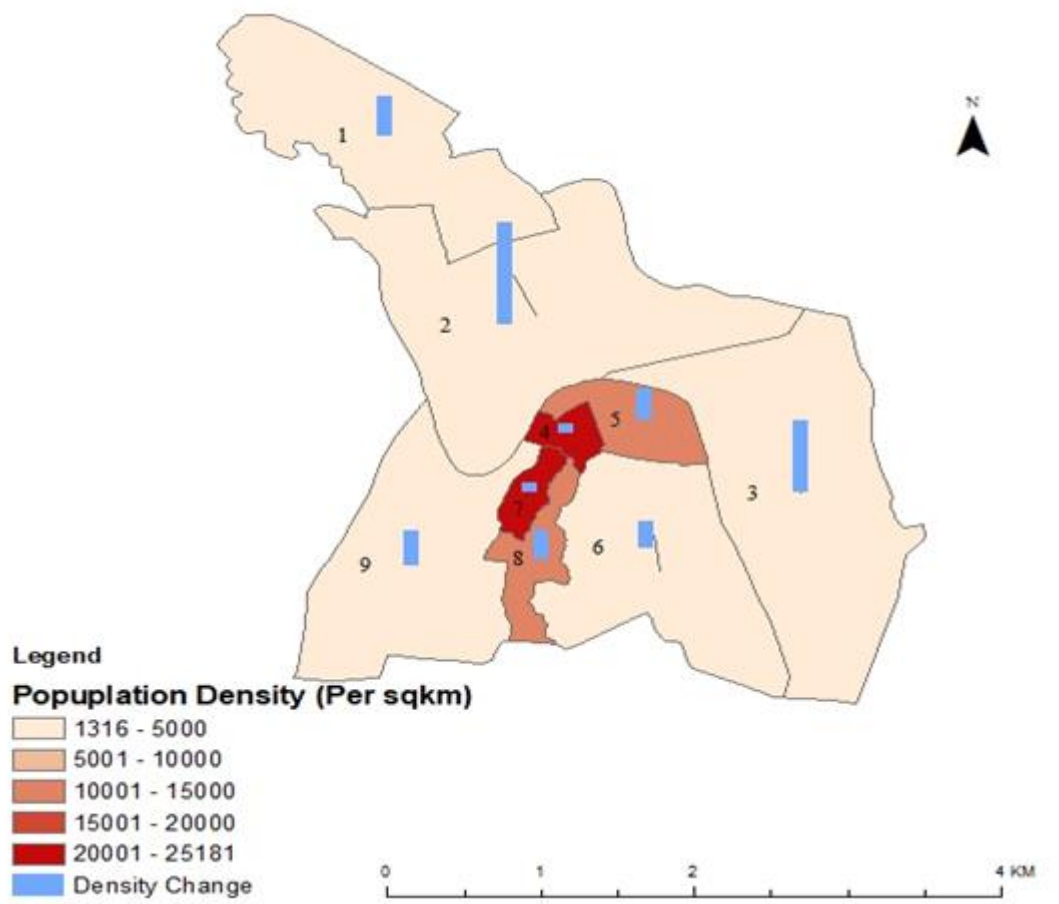 N
1
2
5
4
3
7
6
8
9
Legend
Popuplation Density (Per sqkm)
1316 - 5000
5001 - 10000
10001 - 15000
15001 - 20000
20001 - 25181
Density Change
0 1 2 4 KM